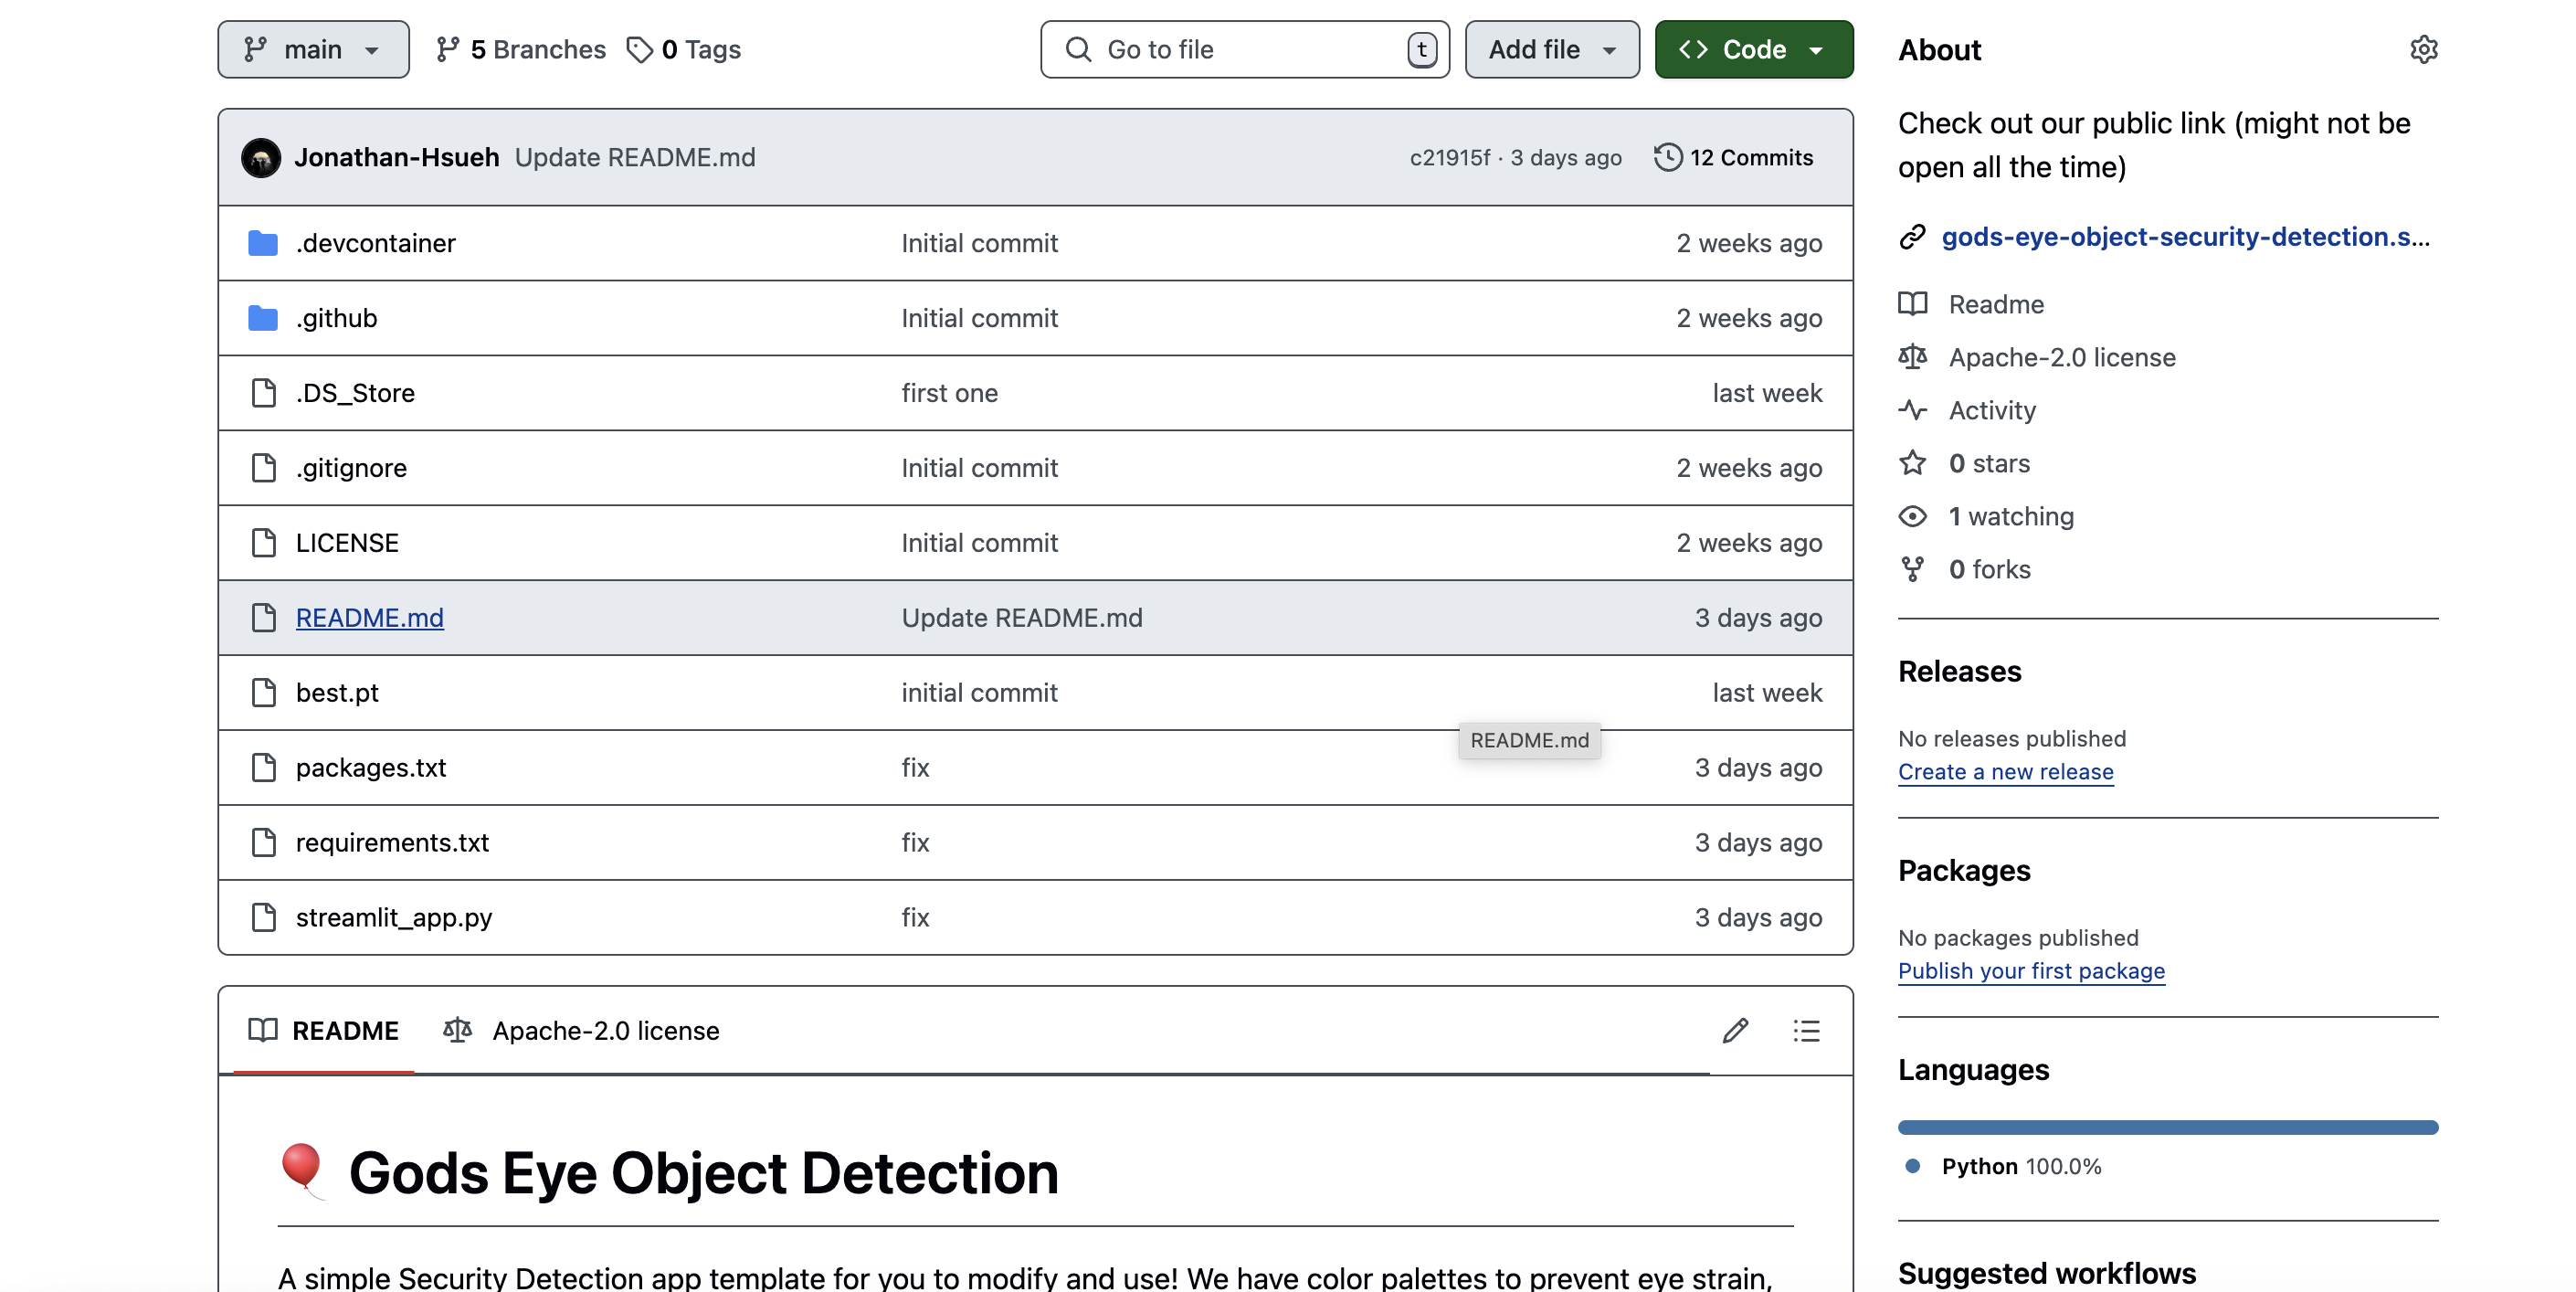 main
5 Branches
0 Tags
Go to file
t
Add file
Code
Jonathan-Hsueh Update README.md
c21915f · 3 days ago
12 Commits
.devcontainer Initial commit 2 weeks ago
.github Initial commit 2 weeks ago
.DS_Store first one last week
.gitignore Initial commit 2 weeks ago
LICENSE Initial commit 2 weeks ago
README.md Update README.md 3 days ago
best.pt initial commit last week
README.md
packages.txt fix 3 days ago
requirements.txt fix 3 days ago
streamlit_app.py fix 3 days ago
README
Apache-2.0 license
Gods Eye Object Detection
A simple Security Detection app template for you to modify and use! We have color palettes to prevent eye strain,
About
Check out our public link (might not be
open all the time)
gods-eye-object-security-detection.s...
Readme
Apache-2.0 license
Activity
0 stars
1 watching
0 forks
Releases
No releases published
Create a new release
Packages
No packages published
Publish your first package
Languages
Python 100.0%
Suggested workflows